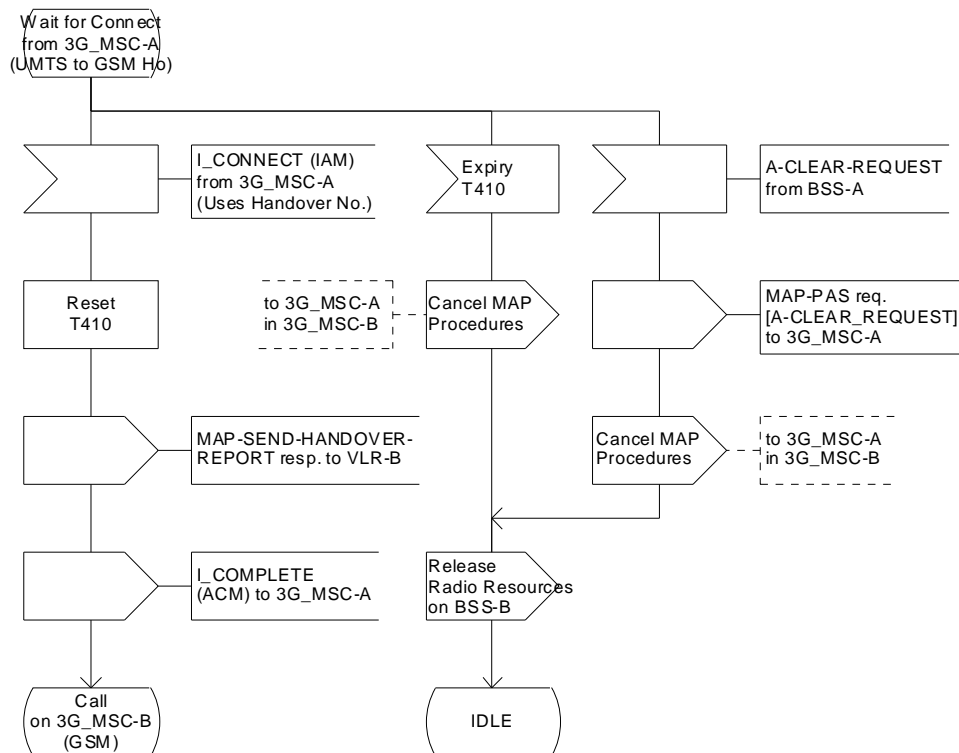 Wait for Connect
from 3G_MSC-A
(UMTS to GSM Ho)
I_CONNECT (IAM)
from 3G_MSC-A
(Uses Handover No.)
Expiry
T410
A-CLEAR-REQUEST
from BSS-A
Reset
T410
to 3G_MSC-A
in 3G_MSC-B
Cancel MAP
Procedures
MAP-PAS req.
[A-CLEAR_REQUEST]
to 3G_MSC-A
MAP-SEND-HANDOVER-
REPORT resp. to VLR-B
Cancel MAP
Procedures
to 3G_MSC-A
in 3G_MSC-B
I_COMPLETE
(ACM) to 3G_MSC-A
Release
Radio Resources
on BSS-B
Call
on 3G_MSC-B
(GSM)
IDLE